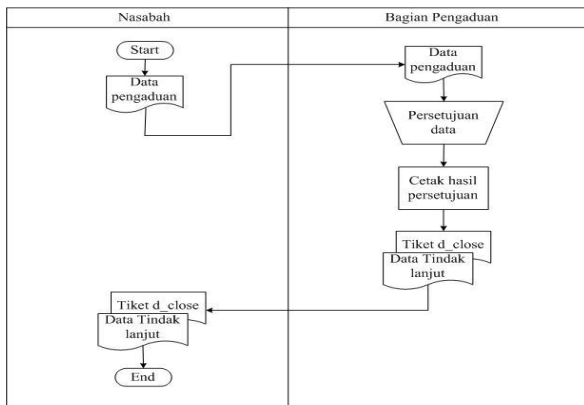 Nasabah
Bagian Pengaduan
Start
Data
pengaduan
Data
pengaduan
Persetujuan
data
Cetak hasil
persetujuan
Tiket d_close
Data Tindak
lanjut
Tiket d_close
Data Tindak
lanjut
End